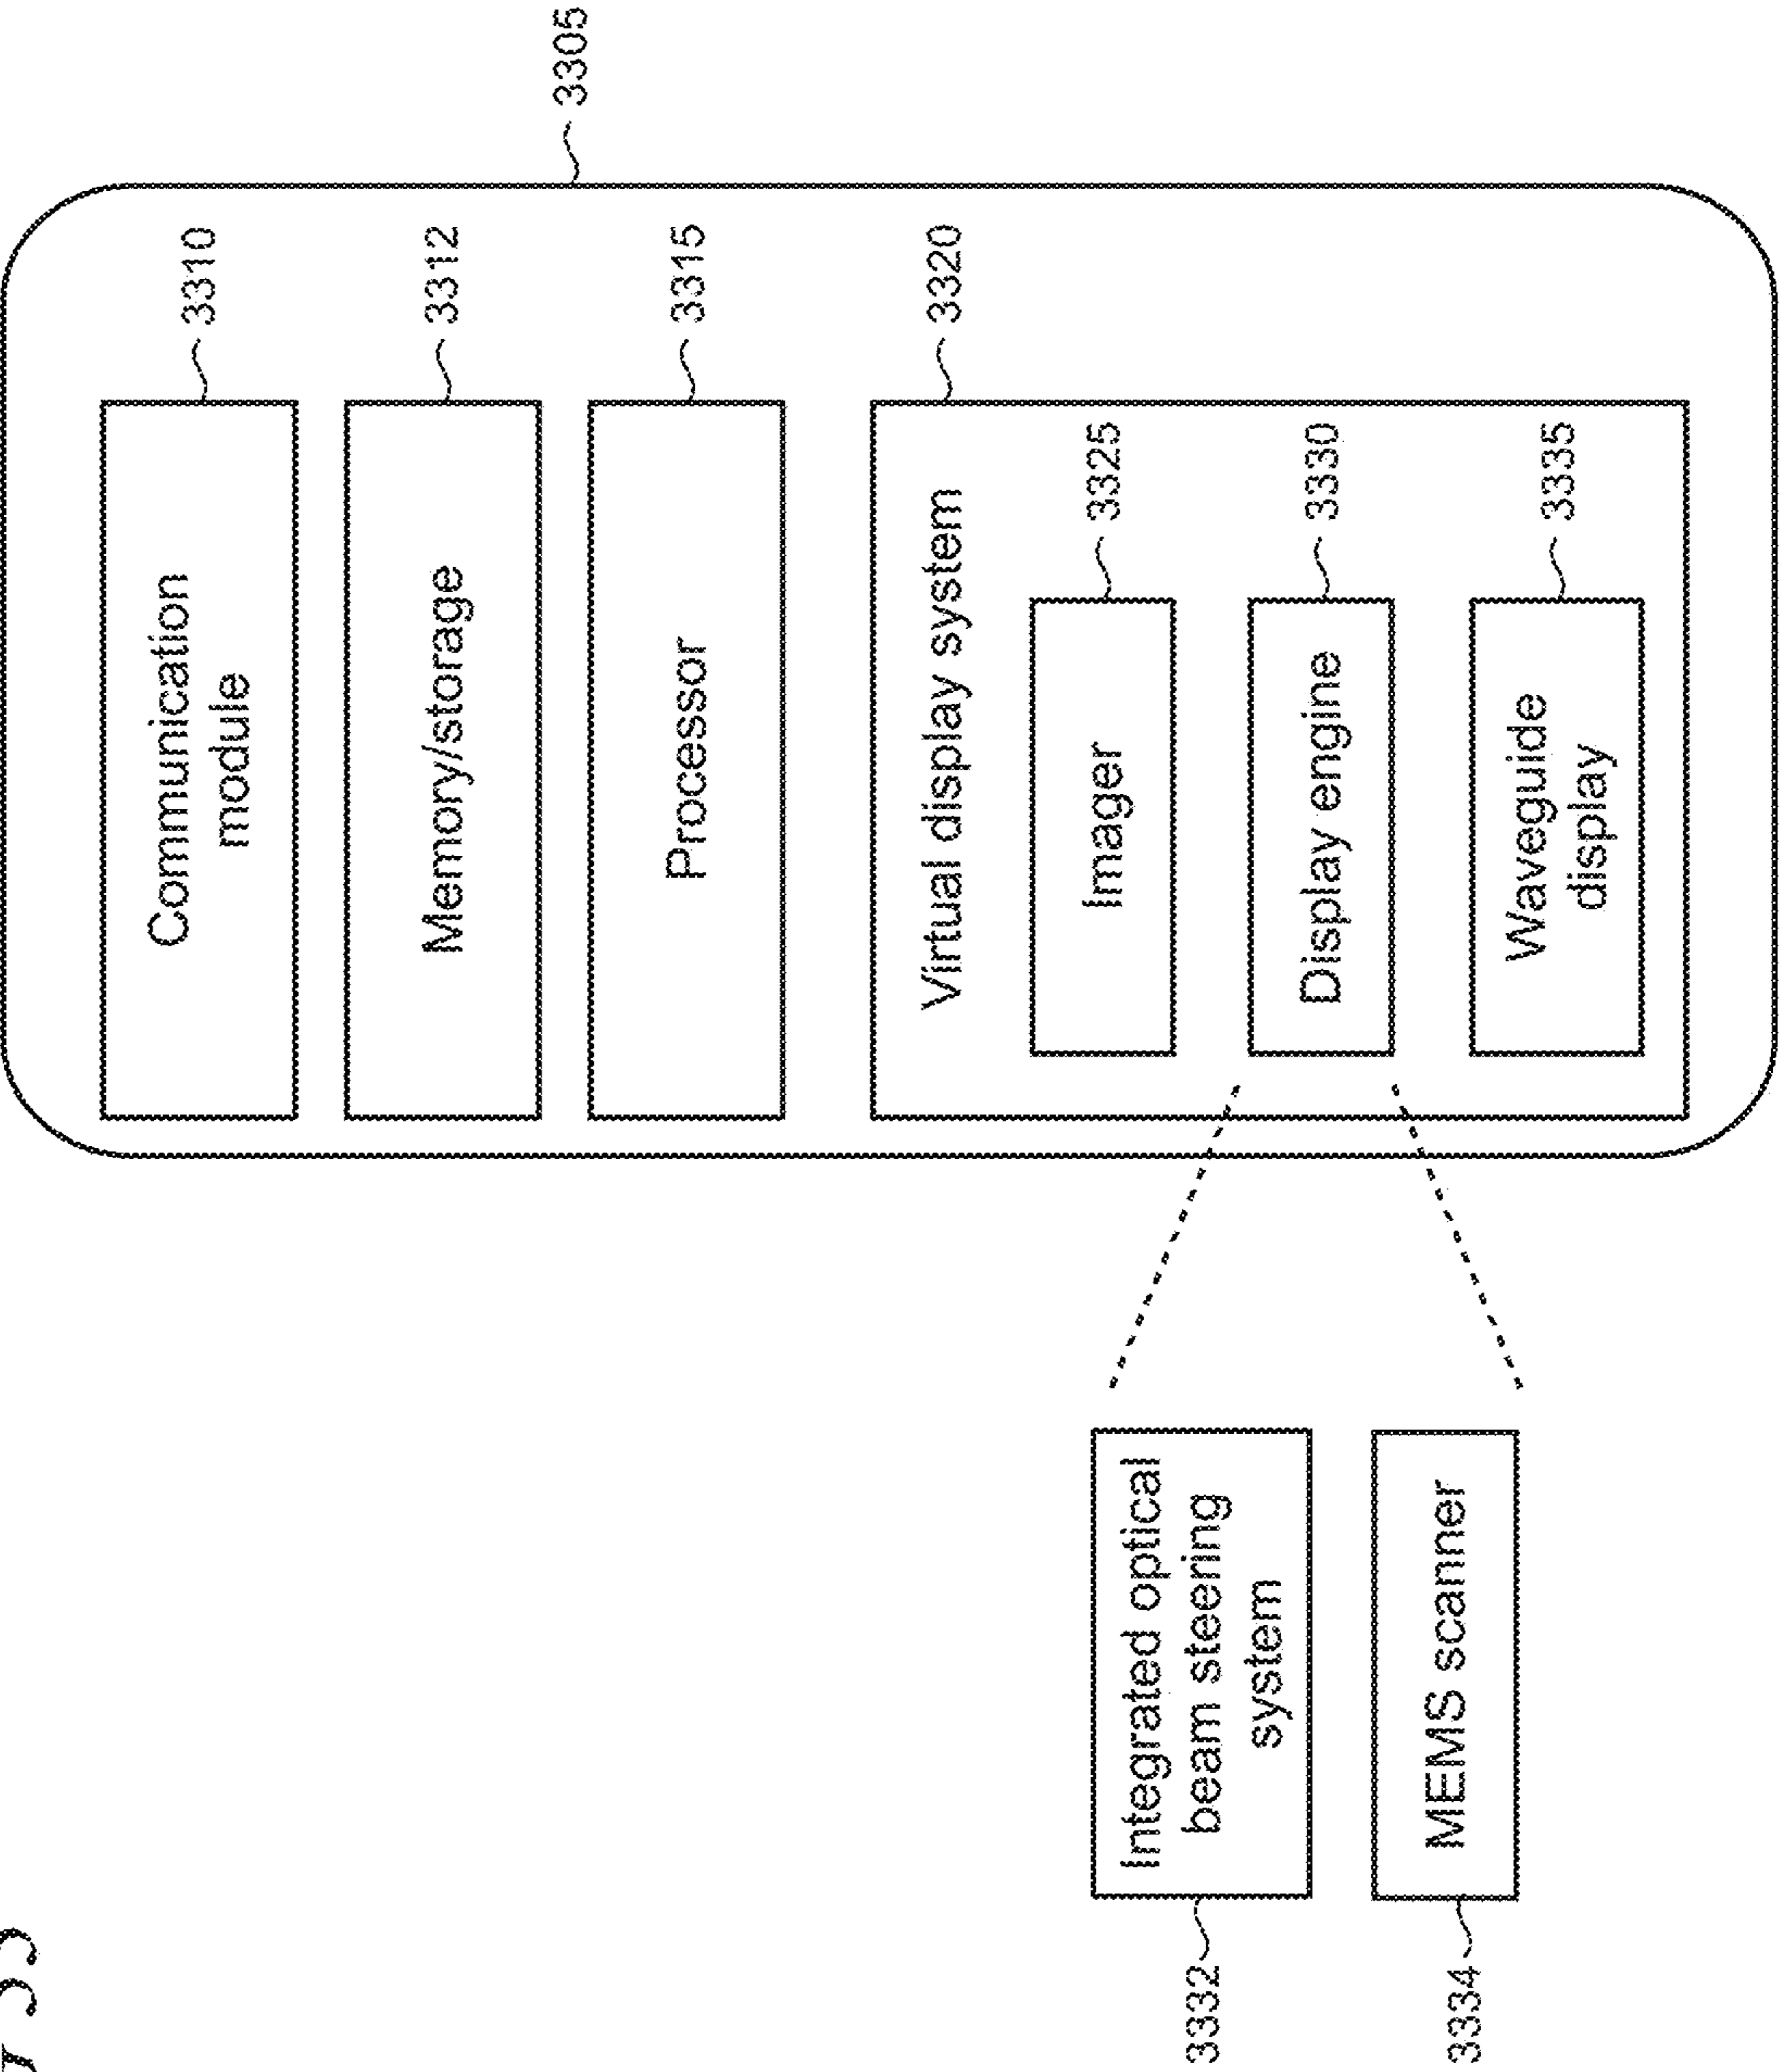 3305
Communication
module
3310
Memory/storage
3312
Processor
3315
Virtual display system
3320
Imager
3325
Display engine
3330
Waveguide
display
3335
Integrated optical
beam steering
system
3332
MEMS scanner
3334